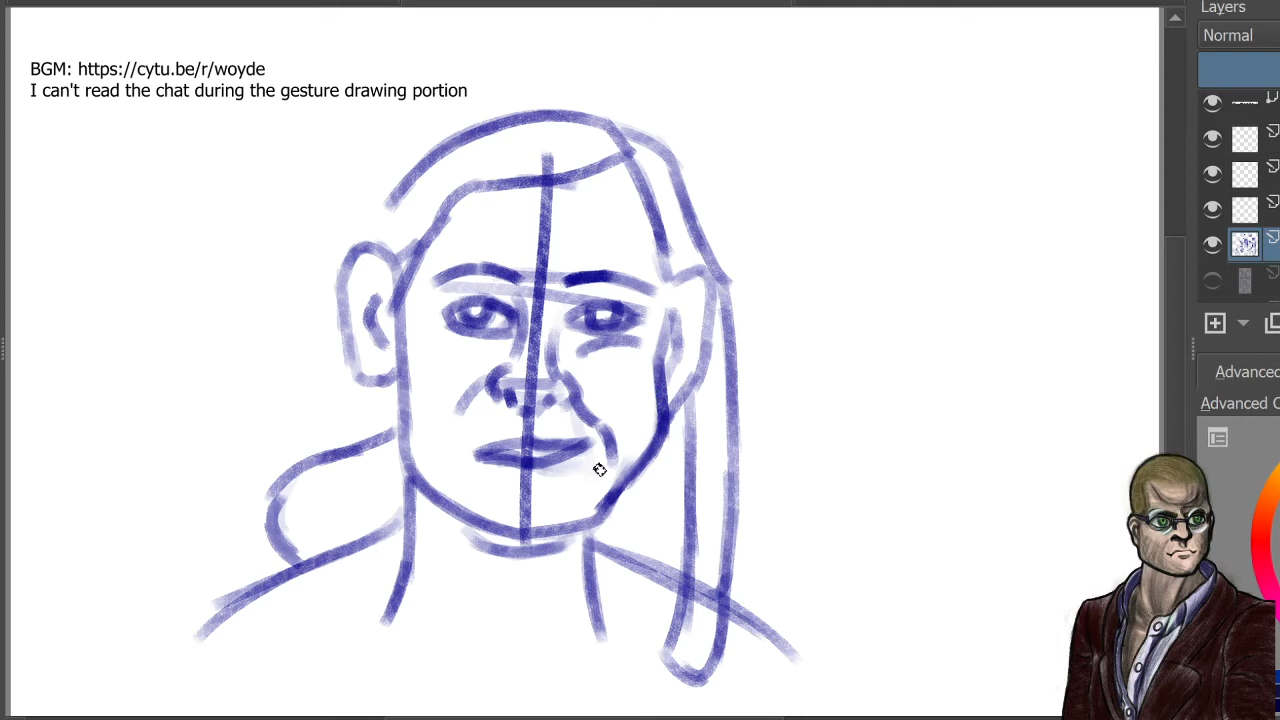 Layers
Normal
BGM: https://cytu.be/r/woyde
I can't read the chat during the gesture drawing portion
Advanced
Advanced